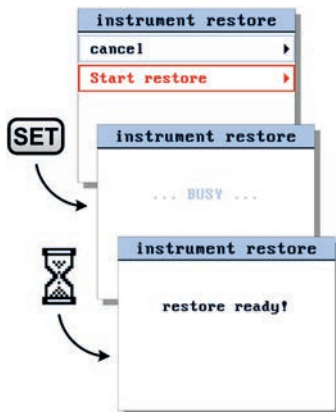 instrument restore
cancel
Start restore
SET
instrument restore
... BUSY ...
instrument restore
restore ready!